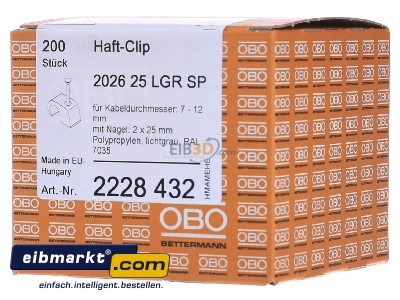 200 Haft-Clip
Stück
2026 25 LGR SP
für Kabeldurchmesser: 7 - 12
mm
mit Nagel: 2 x 25 mm
Polypropylen, lichtgrau, RAL
7035
Made in EU
Hungary
Art.-Nr. 2228 432
OBO
BETTERMANN
eibmarkt.com
einfach.intelligent.bestellen.